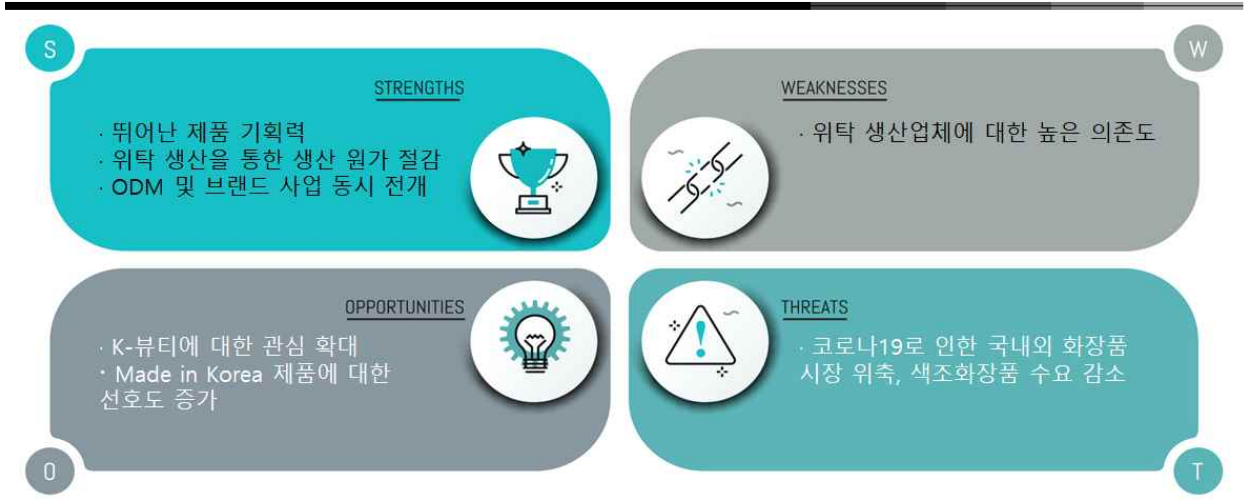 S
STRENGTHS
· 뛰어난 제품 기획력
· 위탁 생산을 통한 생산 원가 절감
· ODM 및 브랜드 사업 동시 전개
W
WEAKNESSES
· 위탁 생산업체에 대한 높은 의존도
OPPORTUNITIES
· K-뷰티에 대한 관심 확대
· Made in Korea 제품에 대한
선호도 증가
O
THREATS
· 코로나19로 인한 국내외 화장품
시장 위축, 색조화장품 수요 감소
T